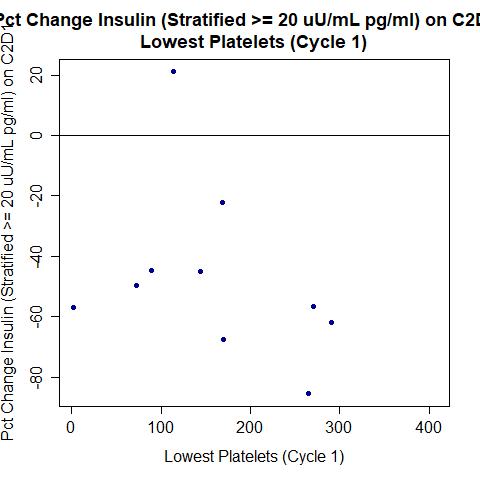 Pct Change Insulin (Stratified >= 20 uU/mL pg/ml) on C2D
Lowest Platelets (Cycle 1)
Pct Change Insulin (Stratified >= 20 uU/mL pg/ml) on C2D1
20
0
-20
-40
-60
-80
0 100 200 300 400
Lowest Platelets (Cycle 1)